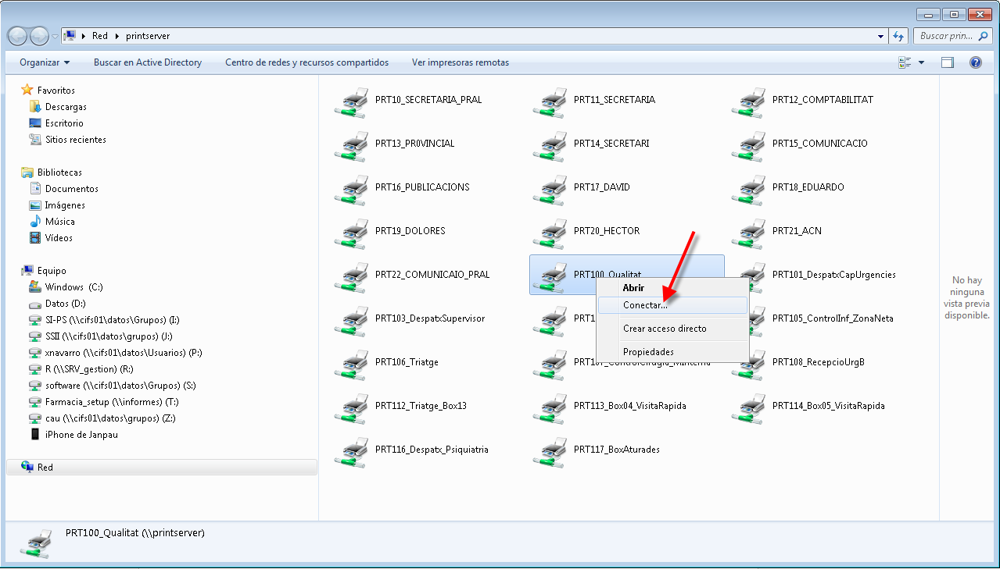 Red ▸ printserver
Buscar prin...
Organizar
Buscar en Active Directory
Centro de redes y recursos compartidos
Ver impresoras remotas
Favoritos
Descargas
Escritorio
Sitios recientes
Bibliotecas
Documentos
Imágenes
Música
Vídeos
Equipo
Windows (C:)
Datos (D:)
SI-PS (\\cifs01\datos\Grupos) (I:)
SSII (\\cifs01\datos\grupos) (J:)
xnavarro (\\cifs01\datos\Usuarios) (P:)
R (\\SRV_gestion) (R:)
software (\\cifs01\datos\Grupos) (S:)
Farmacia_setup (\\informes) (T:)
cau (\\cifs01\datos\grupos) (Z:)
iPhone de Janpau
Red
PRT10_SECRETARIA_PRAL
PRT11_SECRETARIA
PRT12_COMPTABILITAT
PRT13_PR0VINCIAL
PRT14_SECRETARI
PRT15_COMUNICACIO
PRT16_PUBLICACIONS
PRT17_DAVID
PRT18_EDUARDO
PRT19_DOLORES
PRT20_HECTOR
PRT21_ACN
PRT22_COMUNICAIO_PRAL
PRT100_Qualitat
PRT101_DespatxCapUrgencies
PRT103_DespatxSupervisor
PRT105_ControlInf_ZonaNeta
PRT106_Triatge
PRT108_RecepcioUrgB
PRT112_Triatge_Box13
PRT113_Box04_VisitaRapida
PRT114_Box05_VisitaRapida
PRT116_Despatx_Psiquiatria
PRT117_BoxAturades
Abrir
Conectar...
Crear acceso directo
Propiedades
No hay
ninguna
vista previa
disponible.
PRT100_Qualitat (\\printserver)